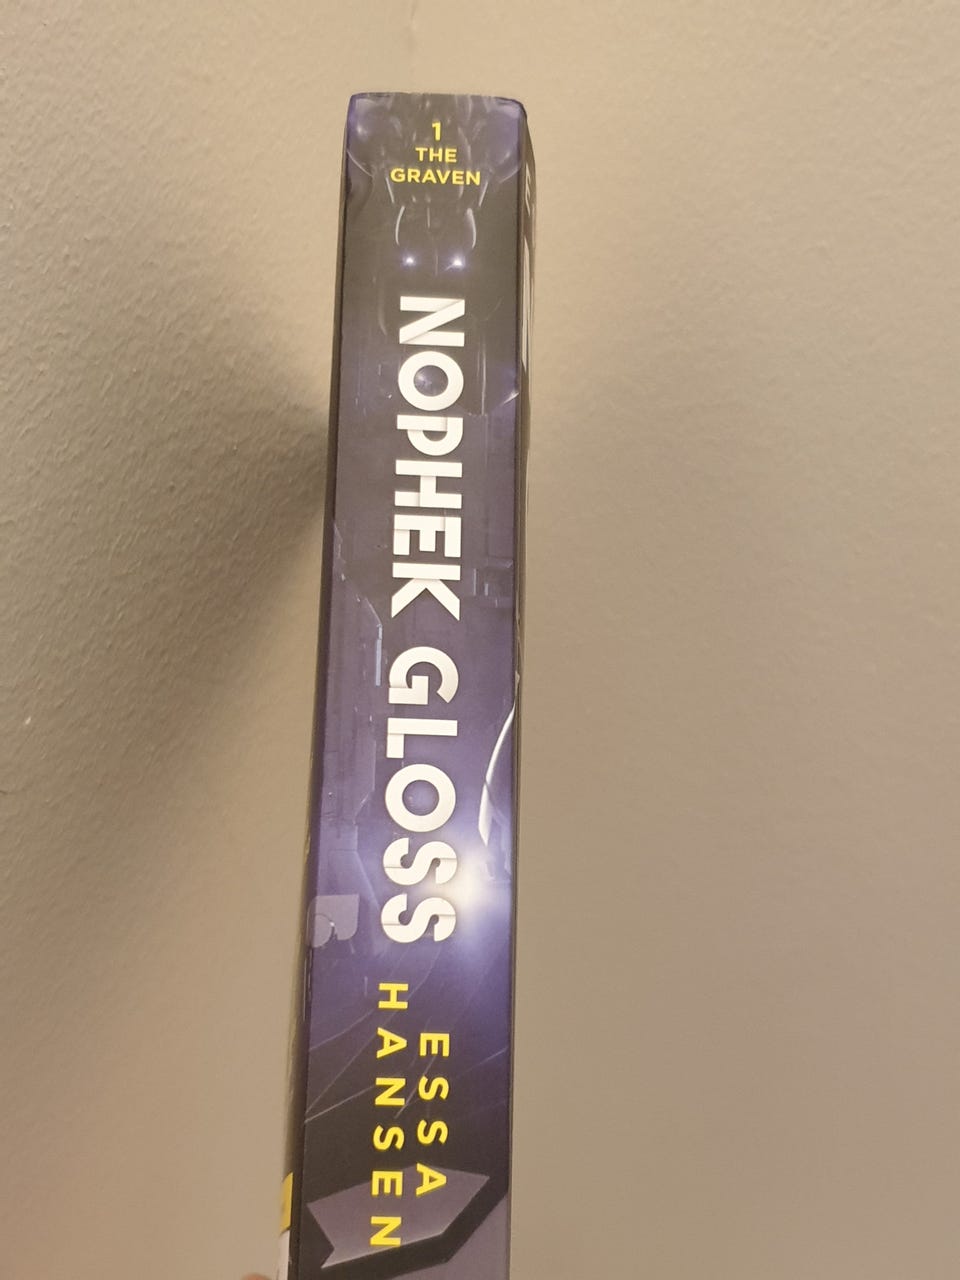 1
THE
GRAVEN
NOPHEK GLOSS
ESSA
HANSEN